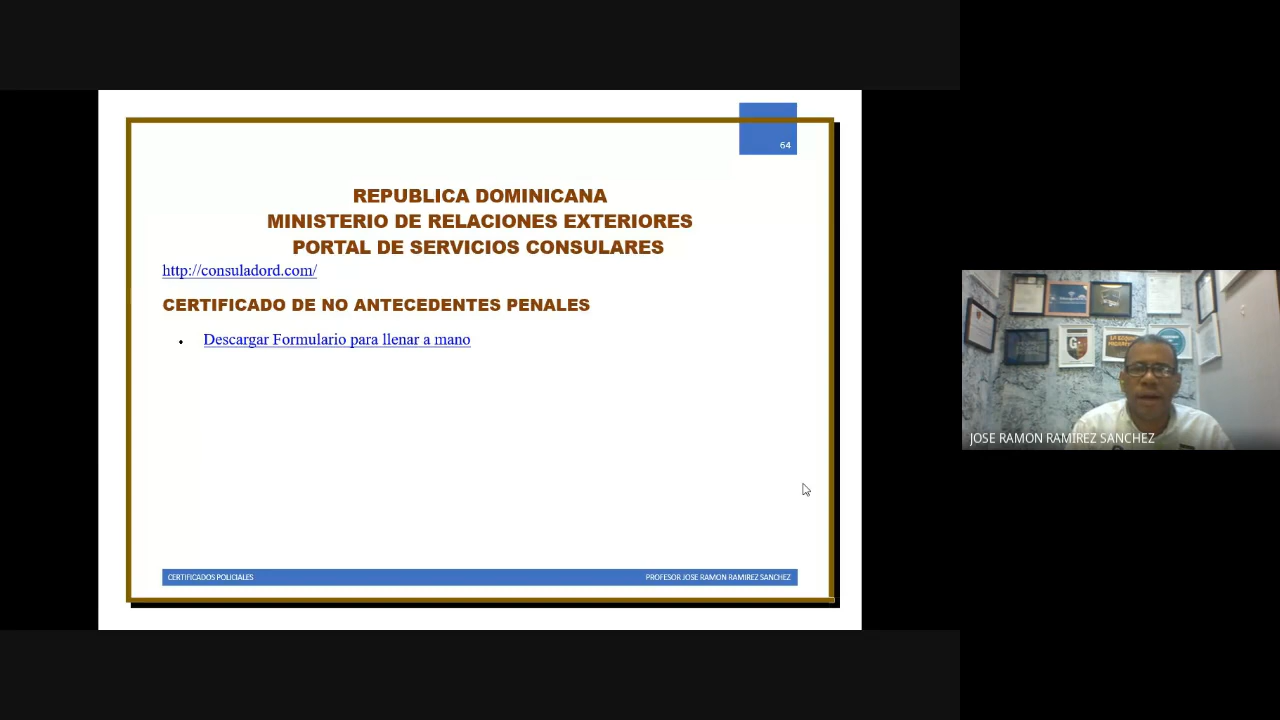 64
REPUBLICA DOMINICANA
MINISTERIO DE RELACIONES EXTERIORES
PORTAL DE SERVICIOS CONSULARES
http://consuladord.com/
CERTIFICADO DE NO ANTECEDENTES PENALES
• Descargar Formulario para llenar a mano
CERTIFICADOS POLICIALES
PROFESOR JOSE RAMON RAMIREZ SANCHEZ
JOSE RAMON RAMIREZ SANCHEZ